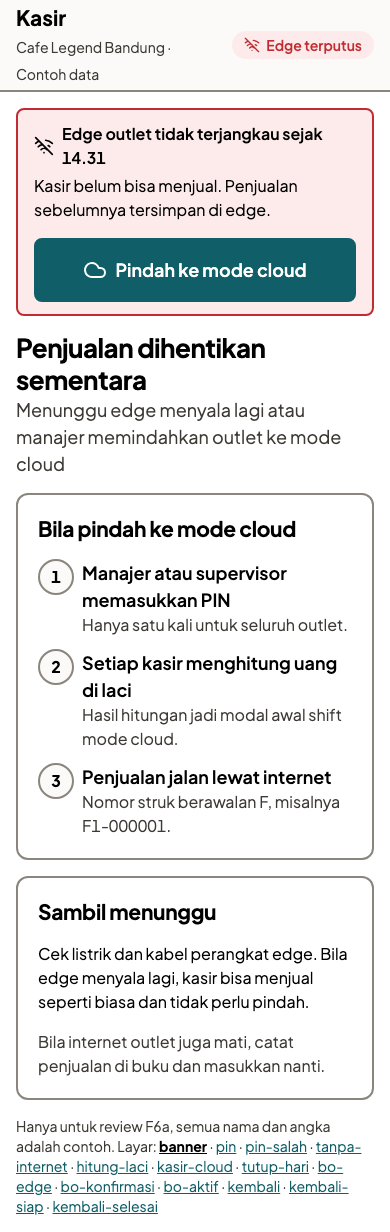 Kasir
Cafe Legend Bandung ·
Contoh data
Edge terputus
Edge outlet tidak terjangkau sejak
14.31
Kasir belum bisa menjual. Penjualan
sebelumnya tersimpan di edge.
Pindah ke mode cloud
Penjualan dihentikan
sementara
Menunggu edge menyala lagi atau
manajer memindahkan outlet ke mode
cloud
Bila pindah ke mode cloud
1
Manajer atau supervisor
memasukkan PIN
Hanya satu kali untuk seluruh outlet.
2
Setiap kasir menghitung uang
di laci
Hasil hitungan jadi modal awal shift
mode cloud.
3
Penjualan jalan lewat internet
Nomor struk berawalan F, misalnya
F1-000001.
Sambil menunggu
Cek listrik dan kabel perangkat edge. Bila
edge menyala lagi, kasir bisa menjual
seperti biasa dan tidak perlu pindah.
Bila internet outlet juga mati, catat
penjualan di buku dan masukkan nanti.
Hanya untuk review F6a, semua nama dan angka
adalah contoh. Layar: banner · pin · pin-salah · tanpa-
internet · hitung-laci · kasir-cloud · tutup-hari · bo-
edge · bo-konfirmasi · bo-aktif · kembali · kembali-
siap · kembali-selesai